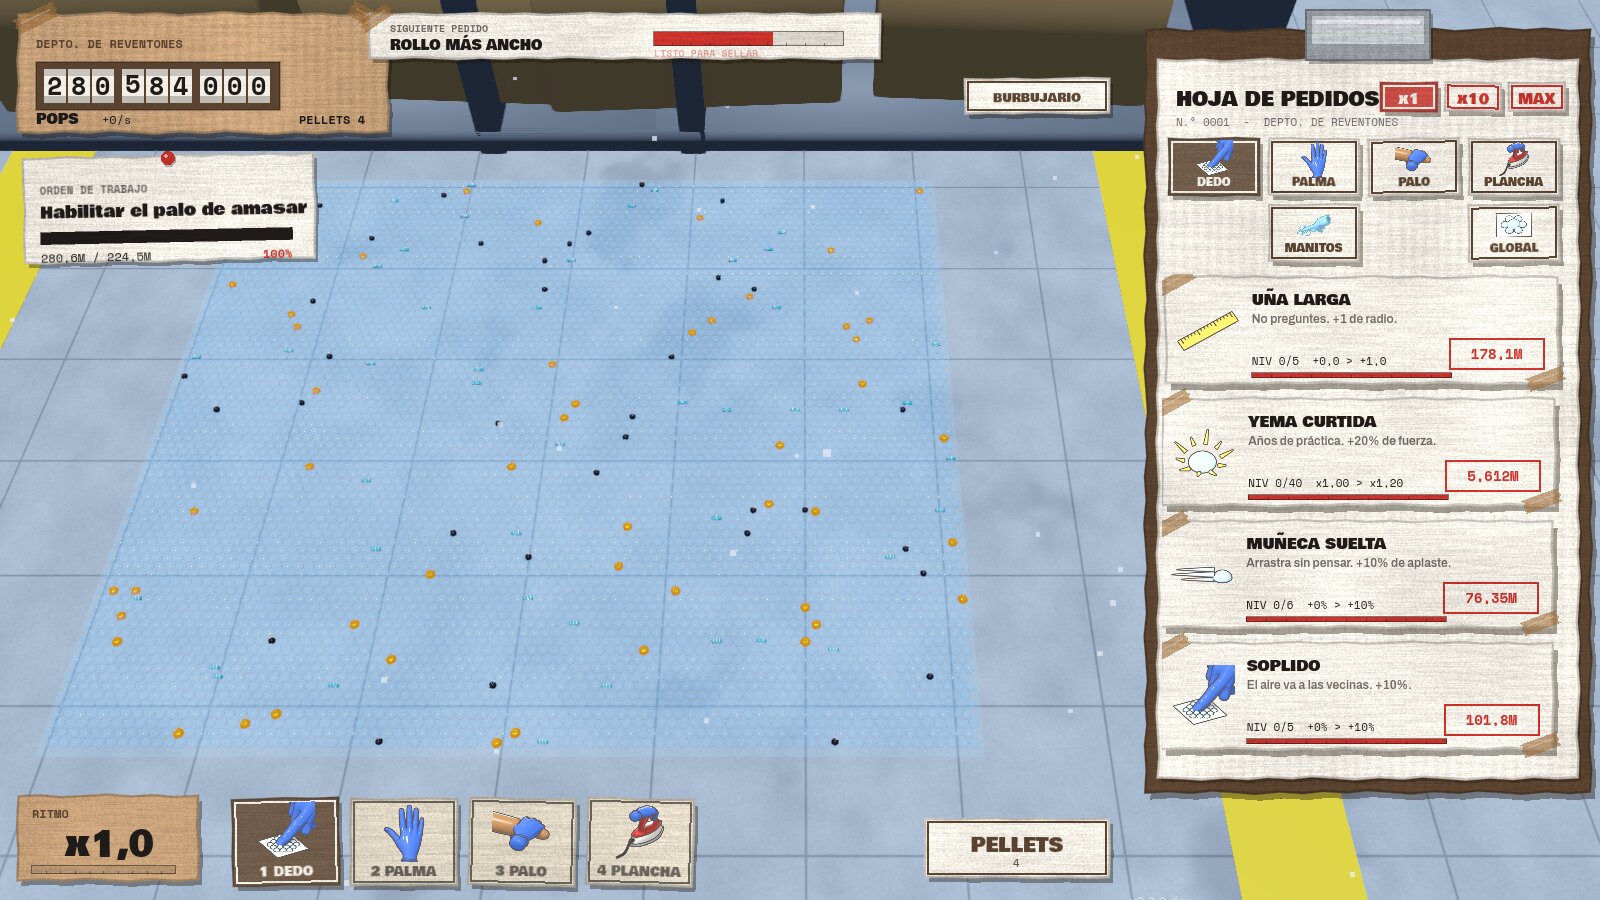 DEPTO. DE REVENTONES
280 584 000
POPS +0/s PELLETS 4
SIGUIENTE PEDIDO
ROLLO MÁS ANCHO
LISTO PARA SELLAR
BURBUJARIO
ORDEN DE TRABAJO
Habilitar el palo de amasar
280,6M / 224,5M 100%
HOJA DE PEDIDOS x1 x10 MAX
N.° 0001 - DEPTO. DE REVENTONES
DEDO PALMA PALO PLANCHA
MANITOS GLOBAL
UÑA LARGA
No preguntes. +1 de radio.
NIV 0/5 +0,0 > +1,0 178,1M
YEMA CURTIDA
Años de práctica. +20% de fuerza.
NIV 0/40 x1,00 > x1,20 5,612M
MUÑECA SUELTA
Arrastra sin pensar. +10% de aplaste.
NIV 0/6 +0% > +10% 76,35M
SOPLIDO
El aire va a las vecinas. +10%.
NIV 0/5 +0% > +10% 101,8M
RITMO
x1,0
1 DEDO 2 PALMA 3 PALO 4 PLANCHA
PELLETS
4